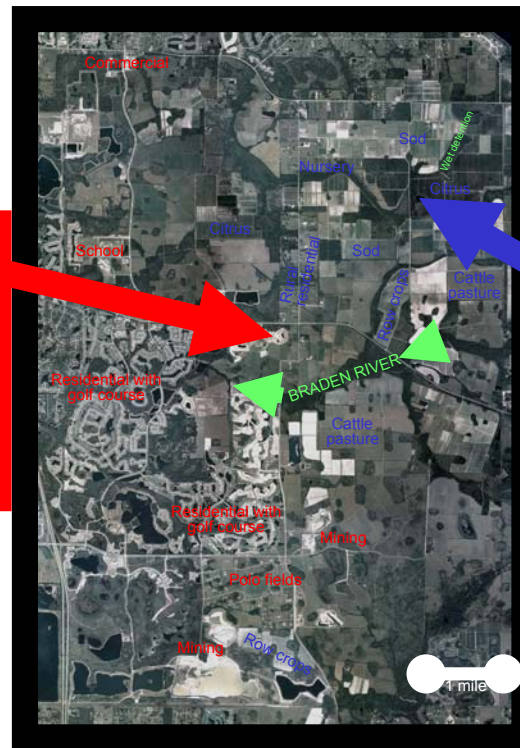 Commercial
Wet detention
Sod
Nursery
Citrus
Citrus
School
Rural
residential
Sod
Row crops
Cattle
pasture
BRADEN RIVER
Residential with
golf course
Cattle
pasture
Residential with
golf course
Mining
Polo fields
Mining
Row crops
1 mile